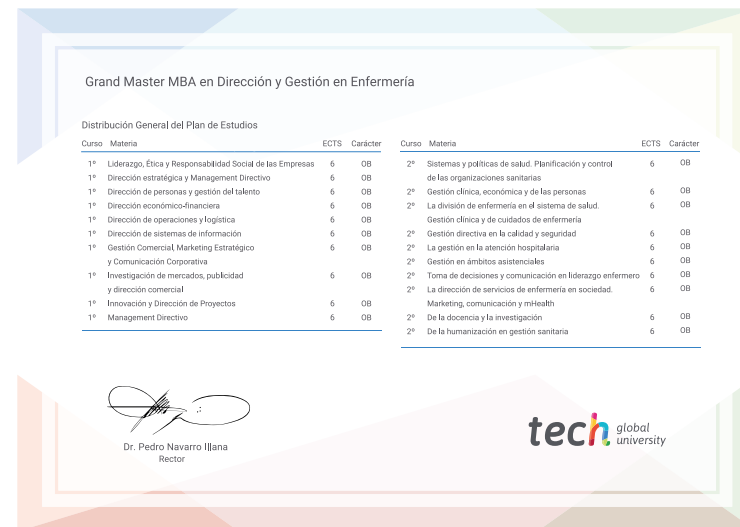 Grand Master MBA en Dirección y Gestión en Enfermería
Distribución General del Plan de Estudios
Curso Materia ECTS Carácter
1º Liderazgo, Ética y Responsabilidad Social de las Empresas 6 OB
1º Dirección estratégica y Management Directivo 6 OB
1º Dirección de personas y gestión del talento 6 OB
1º Dirección económico-financiera 6 OB
1º Dirección de operaciones y logística 6 OB
1º Dirección de sistemas de información 6 OB
1º Gestión Comercial, Marketing Estratégico 6 OB
y Comunicación Corporativa
1º Investigación de mercados, publicidad 6 OB
y dirección comercial
1º Innovación y Dirección de Proyectos 6 OB
1º Management Directivo 6 OB
Curso Materia ECTS Carácter
2º Sistemas y políticas de salud. Planificación y control 6 OB
de las organizaciones sanitarias
2º Gestión clínica, económica y de las personas 6 OB
2º La división de enfermería en el sistema de salud. 6 OB
Gestión clínica y de cuidados de enfermería
2º Gestión directiva en la calidad y seguridad 6 OB
2º La gestión en la atención hospitalaria 6 OB
2º Gestión en ámbitos asistenciales 6 OB
2º Toma de decisiones y comunicación en liderazgo enfermero 6 OB
2º La dirección de servicios de enfermería en sociedad. 6 OB
Marketing, comunicación y mHealth
2º De la docencia y la investigación 6 OB
2º De la humanización en gestión sanitaria 6 OB
Dr. Pedro Navarro Illana
Rector
tech global
university